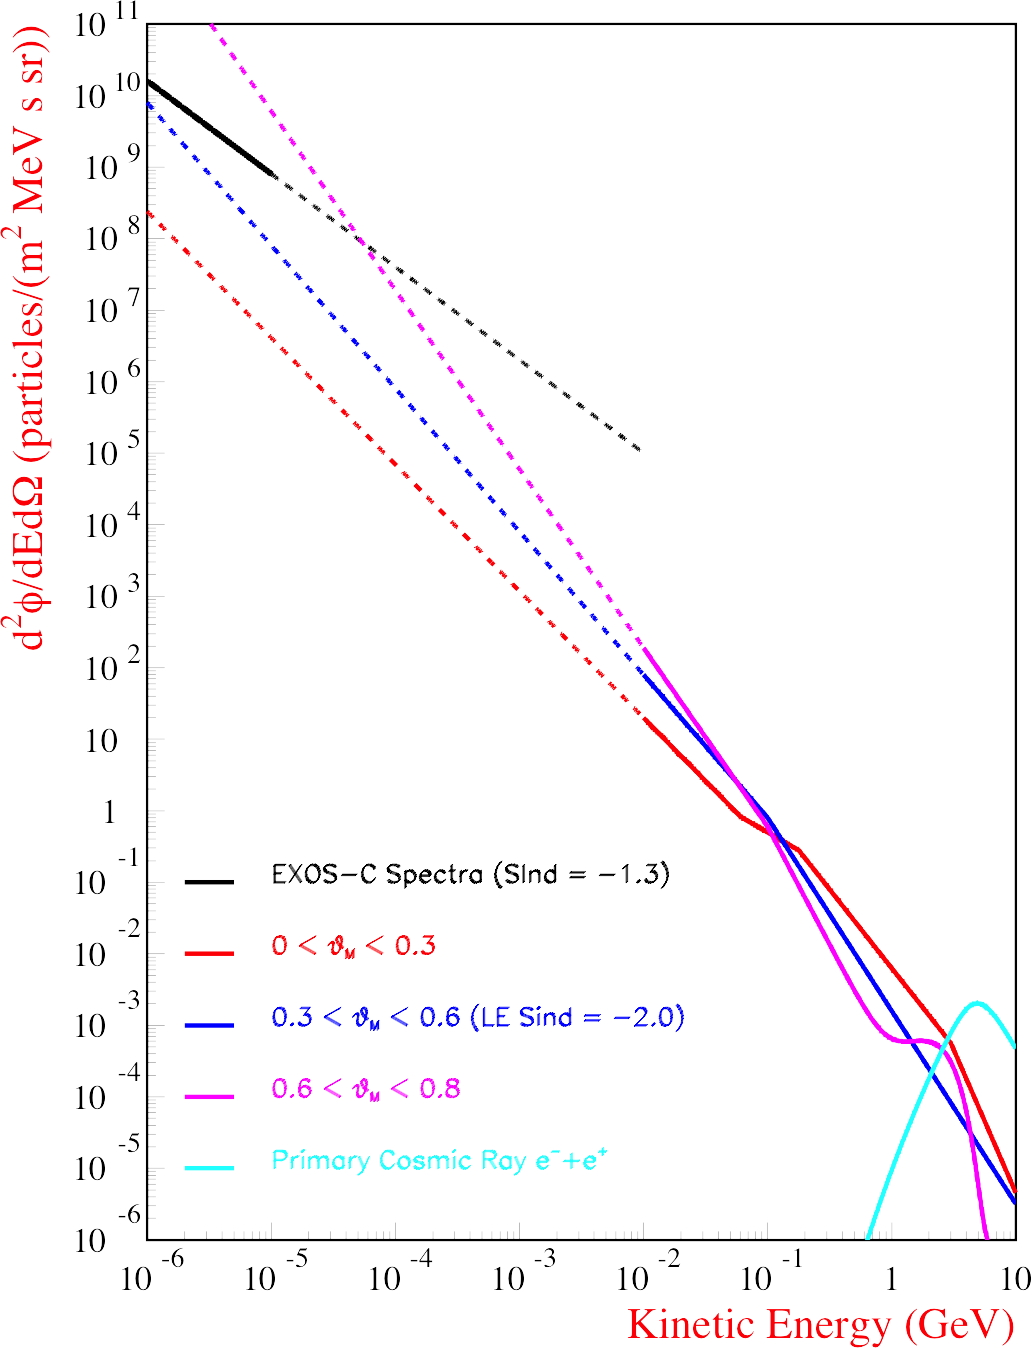 d²ϕ/dEdΩ (particles/(m² MeV s sr))
10¹¹
10¹⁰
10⁹
10⁸
10⁷
10⁶
10⁵
10⁴
10³
10²
10
1
10⁻¹
10⁻²
10⁻³
10⁻⁴
10⁻⁵
10⁻⁶
EXOS-C Spectra (SInd = -1.3)
0 < ϑ_M < 0.3
0.3 < ϑ_M < 0.6 (LE Sind = -2.0)
0.6 < ϑ_M < 0.8
Primary Cosmic Ray e⁻+e⁺
10⁻⁶ 10⁻⁵ 10⁻⁴ 10⁻³ 10⁻² 10⁻¹ 1 10
Kinetic Energy (GeV)